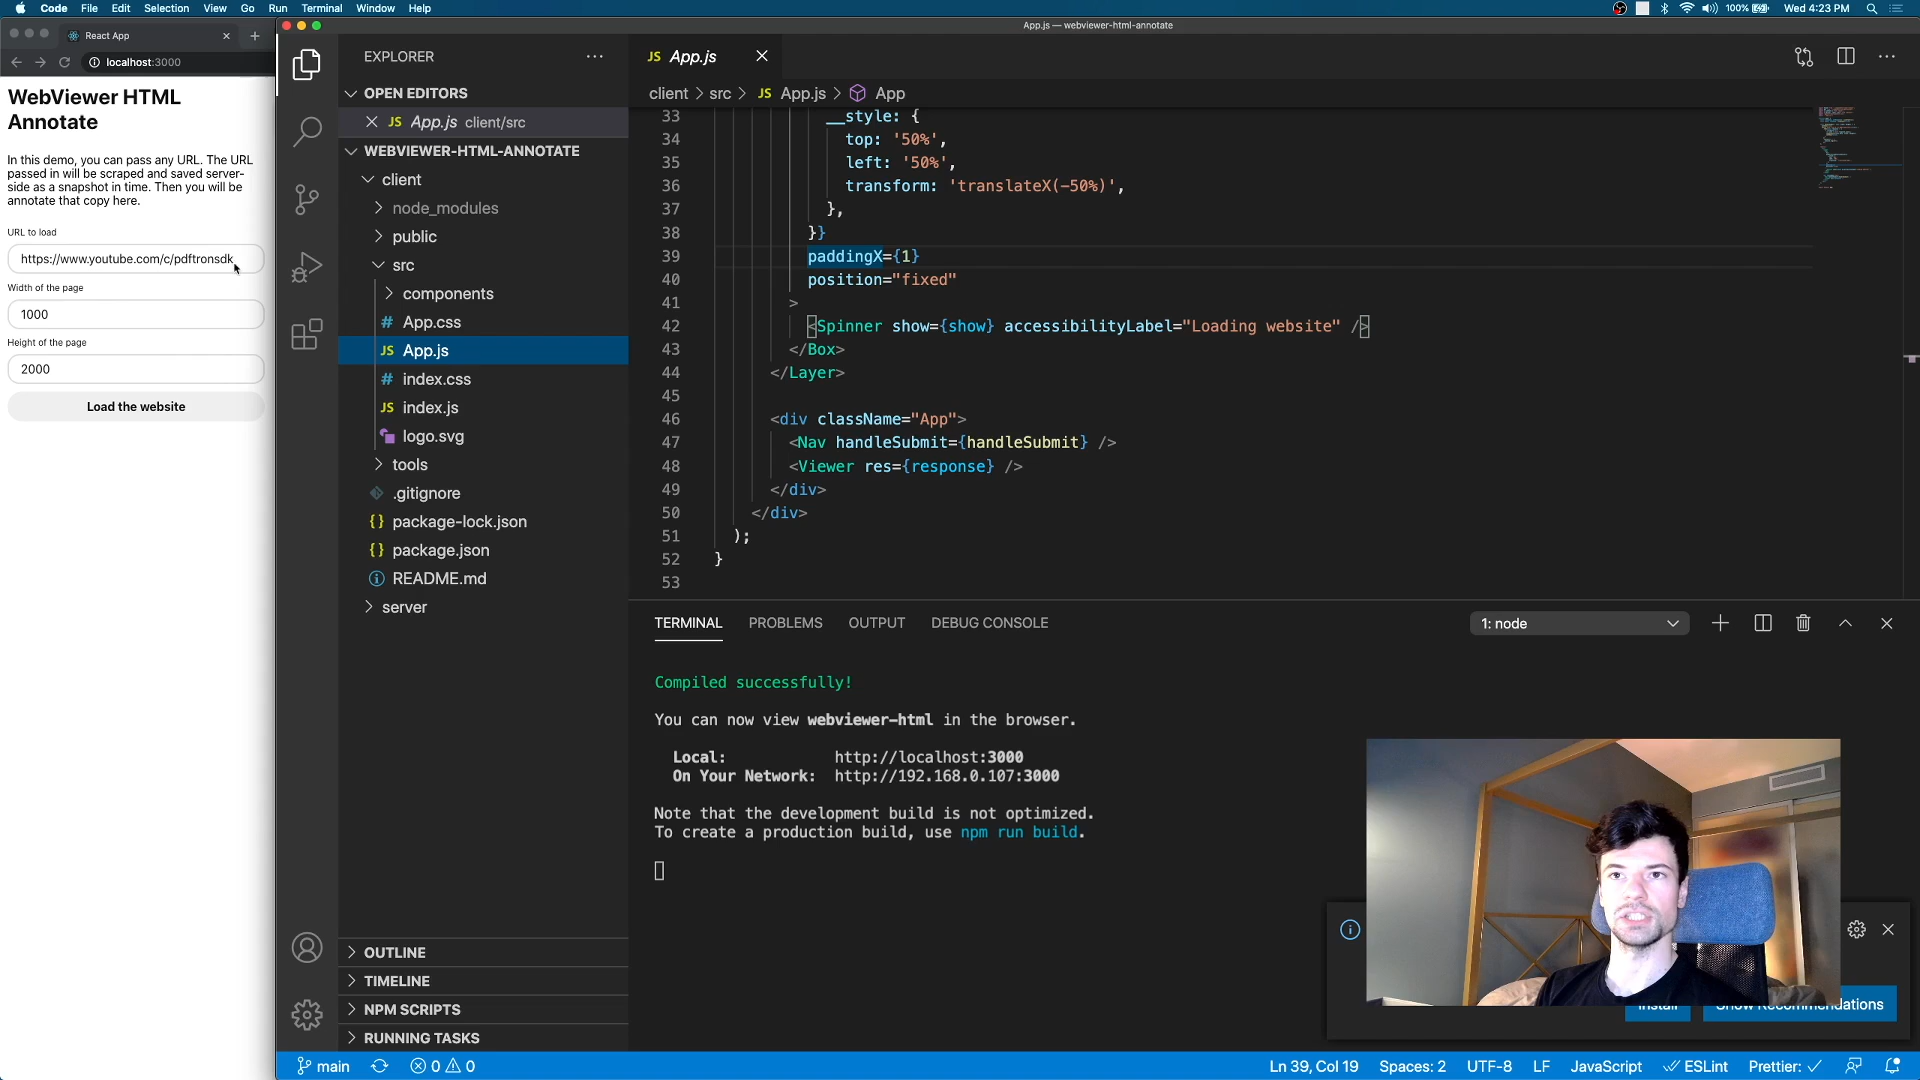 Code File Edit Selection View Go Run Terminal Window Help
100% Wed 4:23 PM
React App
localhost:3000
WebViewer HTML
Annotate
In this demo, you can pass any URL. The URL
passed in will be scraped and saved server-
side as a snapshot in time. Then you will be
annotate that copy here.
URL to load
https://www.youtube.com/c/pdftronsdk
Width of the page
1000
Height of the page
2000
Load the website
App.js — webviewer-html-annotate
EXPLORER
OPEN EDITORS
JS App.js client/src
WEBVIEWER-HTML-ANNOTATE
client
node_modules
public
src
components
# App.css
JS App.js
# index.css
JS index.js
logo.svg
tools
.gitignore
{} package-lock.json
{} package.json
README.md
server
OUTLINE
TIMELINE
NPM SCRIPTS
RUNNING TASKS
JS App.js
client > src > JS App.js > App
33 __style: {
34 top: '50%',
35 left: '50%',
36 transform: 'translateX(-50%)',
37 },
38 }}
39 paddingX={1}
40 position="fixed"
41 >
42 <Spinner show={show} accessibilityLabel="Loading website" />
43 </Box>
44 </Layer>
45
46 <div className="App">
47 <Nav handleSubmit={handleSubmit} />
48 <Viewer res={response} />
49 </div>
50 </div>
51 );
52 }
53
TERMINAL PROBLEMS OUTPUT DEBUG CONSOLE
1: node
Compiled successfully!
You can now view webviewer-html in the browser.
Local: http://localhost:3000
On Your Network: http://192.168.0.107:3000
Note that the development build is not optimized.
To create a production build, use npm run build.
Install Show Recommendations
main 0 0 Ln 39, Col 19 Spaces: 2 UTF-8 LF JavaScript ESLint Prettier: ✓